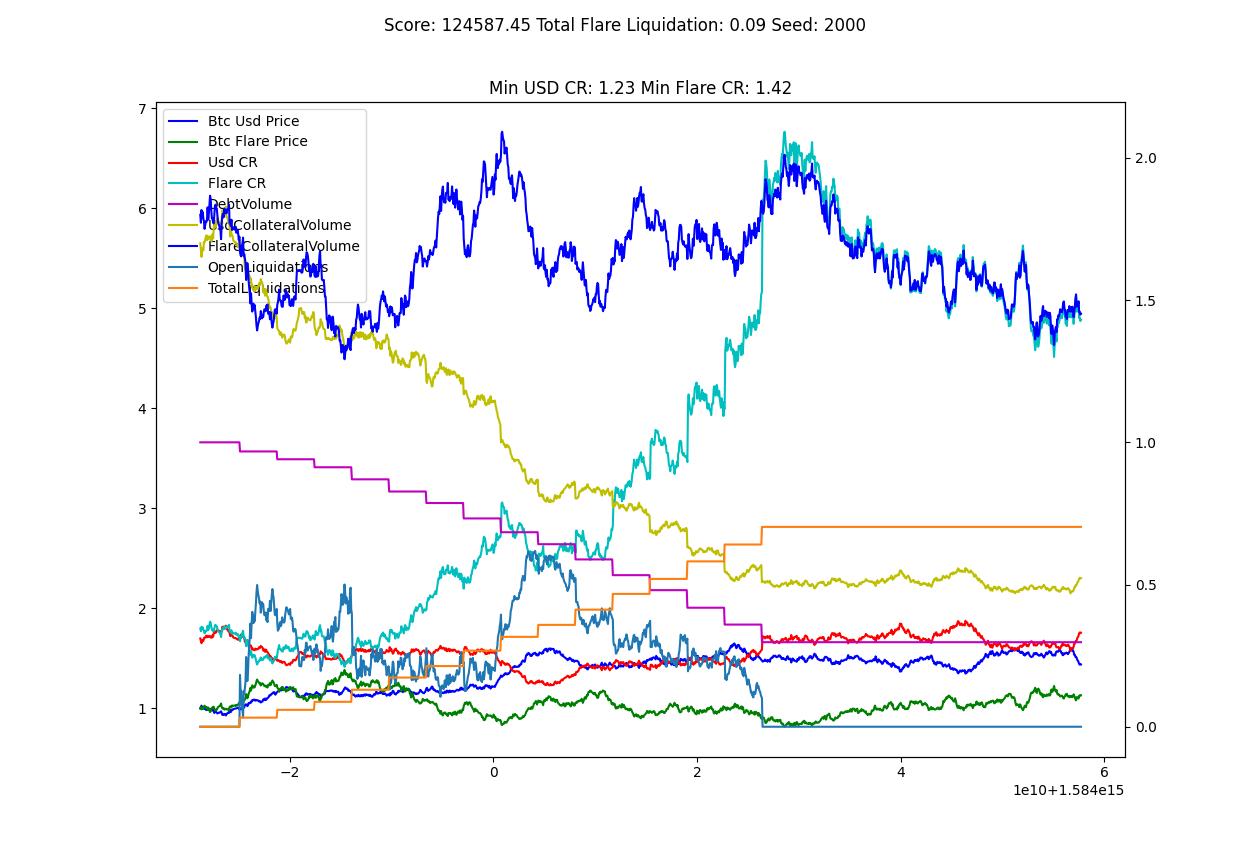 Score: 124587.45 Total Flare Liquidation: 0.09 Seed: 2000
Min USD CR: 1.23 Min Flare CR: 1.42
Btc Usd Price
Btc Flare Price
Usd CR
Flare CR
DebtVolume
UsdCollateralVolume
FlareCollateralVolume
OpenLiquidations
TotalLiquidations
7
6
5
4
3
2
1
2.0
1.5
1.0
0.5
0.0
−2
0
2
4
6
1e10+1.584e15